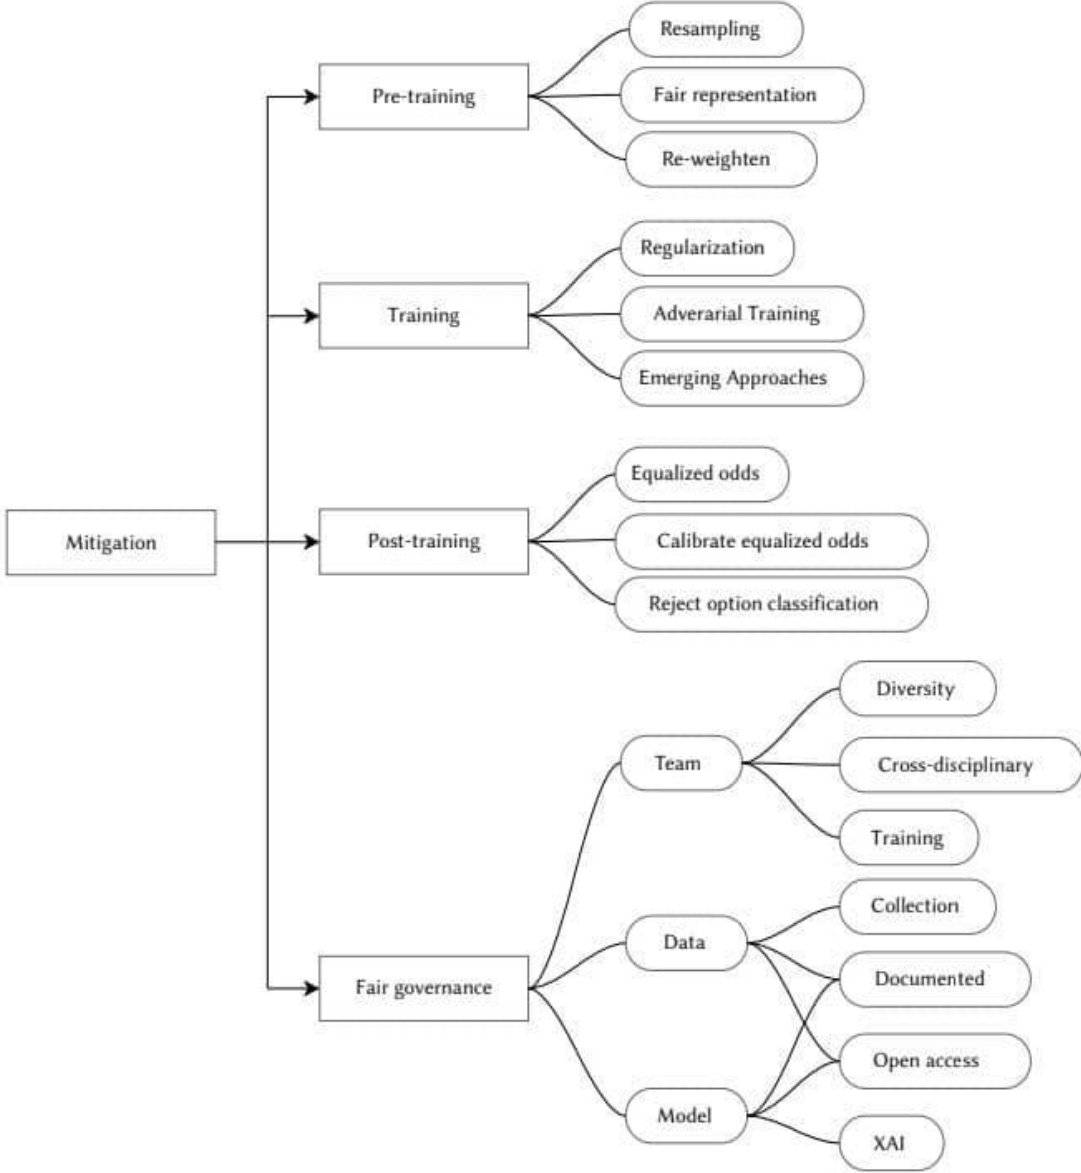 Resampling
Pre-training
Fair representation
Re-weighten
Regularization
Training
Adverarial Training
Emerging Approaches
Equalized odds
Mitigation
Post-training
Calibrate equalized odds
Reject option classification
Diversity
Team
Cross-disciplinary
Training
Collection
Data
Documented
Fair governance
Open access
Model
XAI